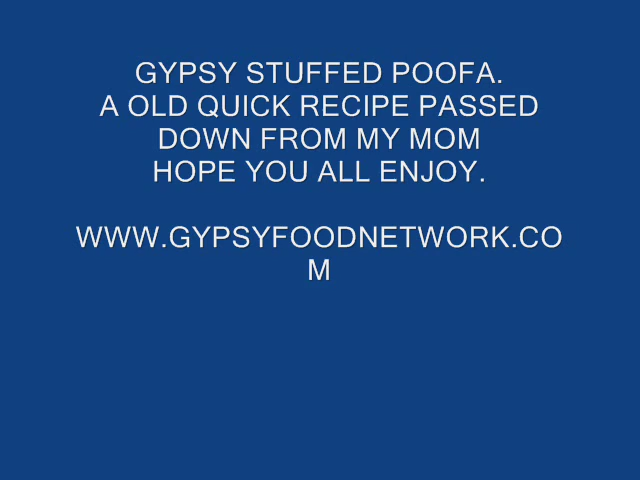 GYPSY STUFFED POOFA.
A OLD QUICK RECIPE PASSED
DOWN FROM MY MOM
HOPE YOU ALL ENJOY.
WWW.GYPSYFOODNETWORK.CO
M